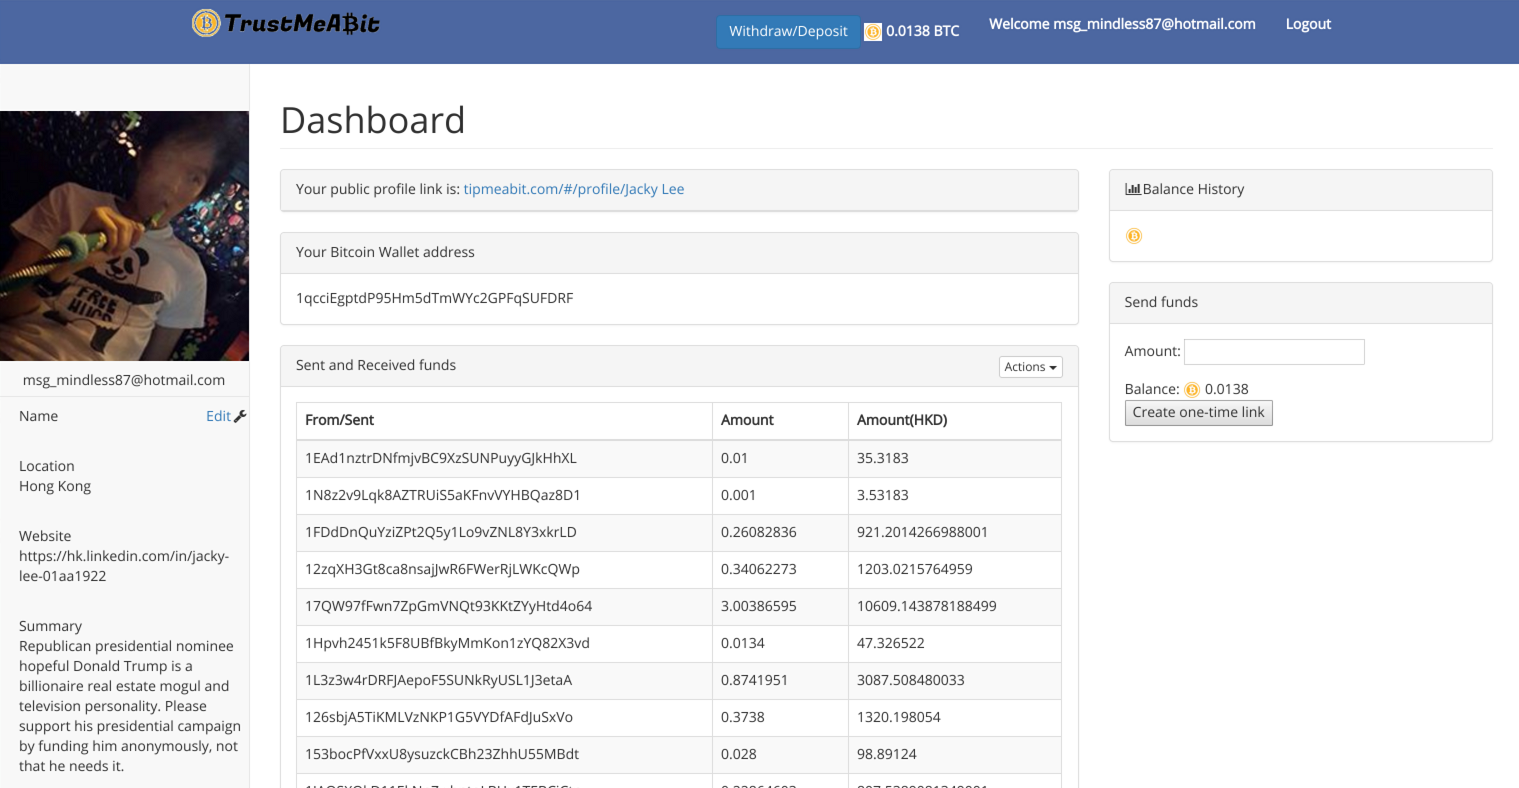 TrustMeABit
Withdraw/Deposit 0.0138 BTC Welcome msg_mindless87@hotmail.com Logout
FREE
msg_mindless87@hotmail.com
Name Edit
Location
Hong Kong
Website
https://hk.linkedin.com/in/jacky-
lee-01aa1922
Summary
Republican presidential nominee
hopeful Donald Trump is a
billionaire real estate mogul and
television personality. Please
support his presidential campaign
by funding him anonymously, not
that he needs it.
Dashboard
Your public profile link is: tipmeabit.com/#/profile/Jacky Lee
Your Bitcoin Wallet address
1qcciEgptdP95Hm5dTmWYc2GPFqSUFDRF
Sent and Received funds Actions
From/Sent Amount Amount(HKD)
1EAd1nztrDNfmjvBC9XzSUNPuyyGJkHhXL 0.01 35.3183
1N8z2v9Lqk8AZTRUiS5aKFnvVYHBQaz8D1 0.001 3.53183
1FDdDnQuYziZPt2Q5y1Lo9vZNL8Y3xkrLD 0.26082836 921.2014266988001
12zqXH3Gt8ca8nsajJwR6FWerRjLWKcQWp 0.34062273 1203.0215764959
17QW97fFwn7ZpGmVNQt93KKtZYyHtd4o64 3.00386595 10609.143878188499
1Hpvh2451k5F8UBfBkyMmKon1zYQ82X3vd 0.0134 47.326522
1L3z3w4rDRFJAepoF5SUNkRyUSL1J3etaA 0.8741951 3087.508480033
126sbjA5TiKMLVzNKP1G5VYDfAFdJuSxVo 0.3738 1320.198054
153bocPfVxxU8ysuzckCBh23ZhhU55MBdt 0.028 98.89124
Balance History
Send funds
Amount:
Balance: 0.0138
Create one-time link